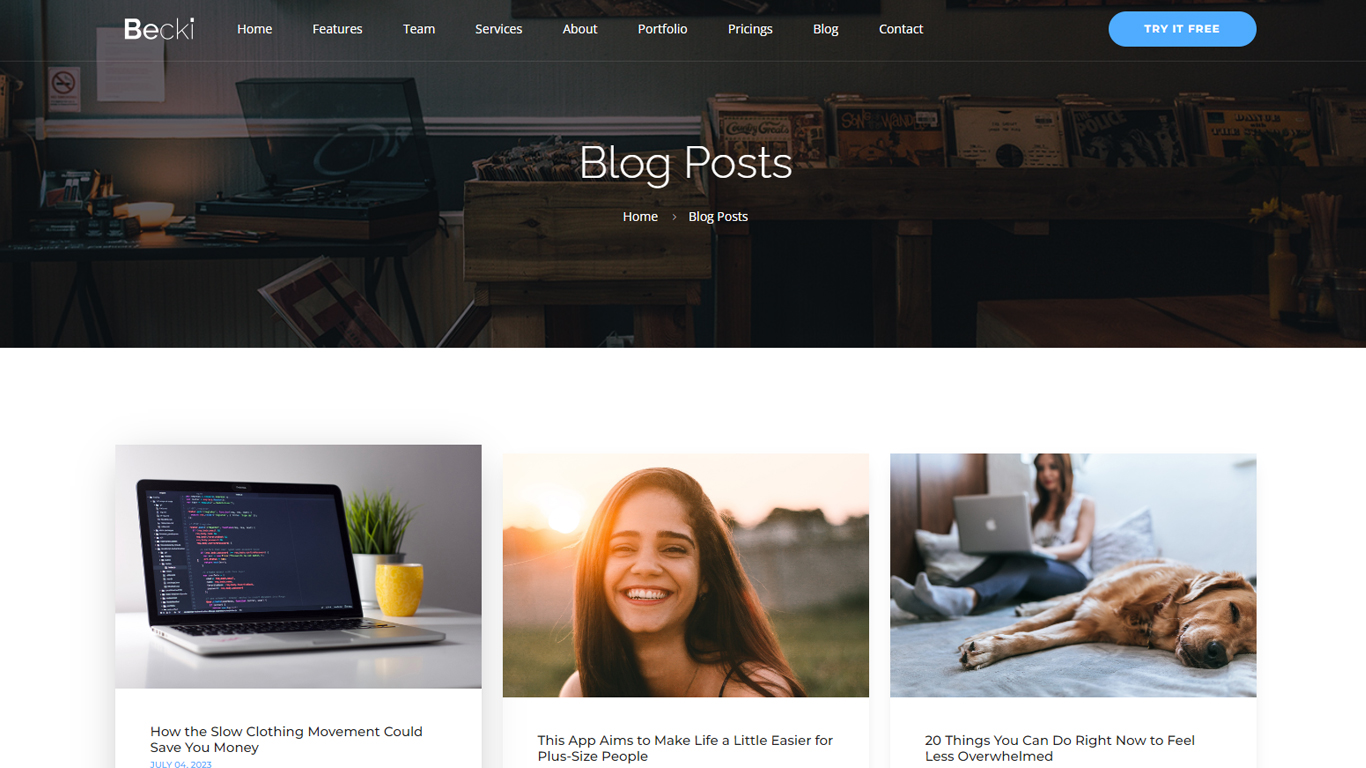 Becki
Home
Features
Team
Services
About
Portfolio
Pricings
Blog
Contact
TRY IT FREE
Blog Posts
Home > Blog Posts
How the Slow Clothing Movement Could
Save You Money
JULY 04, 2023
This App Aims to Make Life a Little Easier for
Plus-Size People
20 Things You Can Do Right Now to Feel
Less Overwhelmed